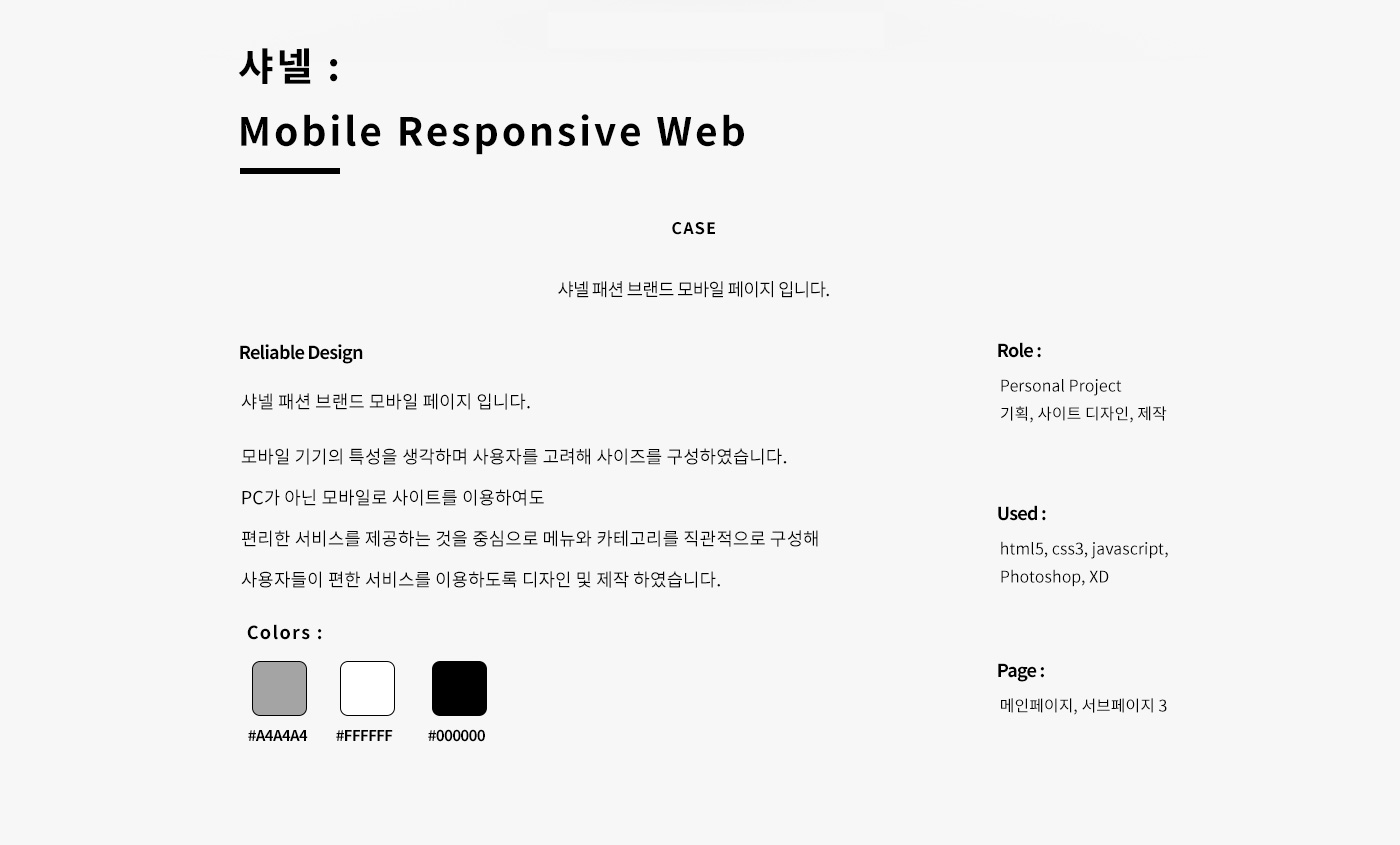 샤넬 :
Mobile Responsive Web
CASE
샤넬 패션 브랜드 모바일 페이지 입니다.
Reliable Design
샤넬 패션 브랜드 모바일 페이지 입니다.
모바일 기기의 특성을 생각하며 사용자를 고려해 사이즈를 구성하였습니다.
PC가 아닌 모바일로 사이트를 이용하여도
편리한 서비스를 제공하는 것을 중심으로 메뉴와 카테고리를 직관적으로 구성해
사용자들이 편한 서비스를 이용하도록 디자인 및 제작 하였습니다.
Colors :
#A4A4A4 #FFFFFF #000000
Role :
Personal Project
기획, 사이트 디자인, 제작
Used :
html5, css3, javascript,
Photoshop, XD
Page :
메인페이지, 서브페이지 3